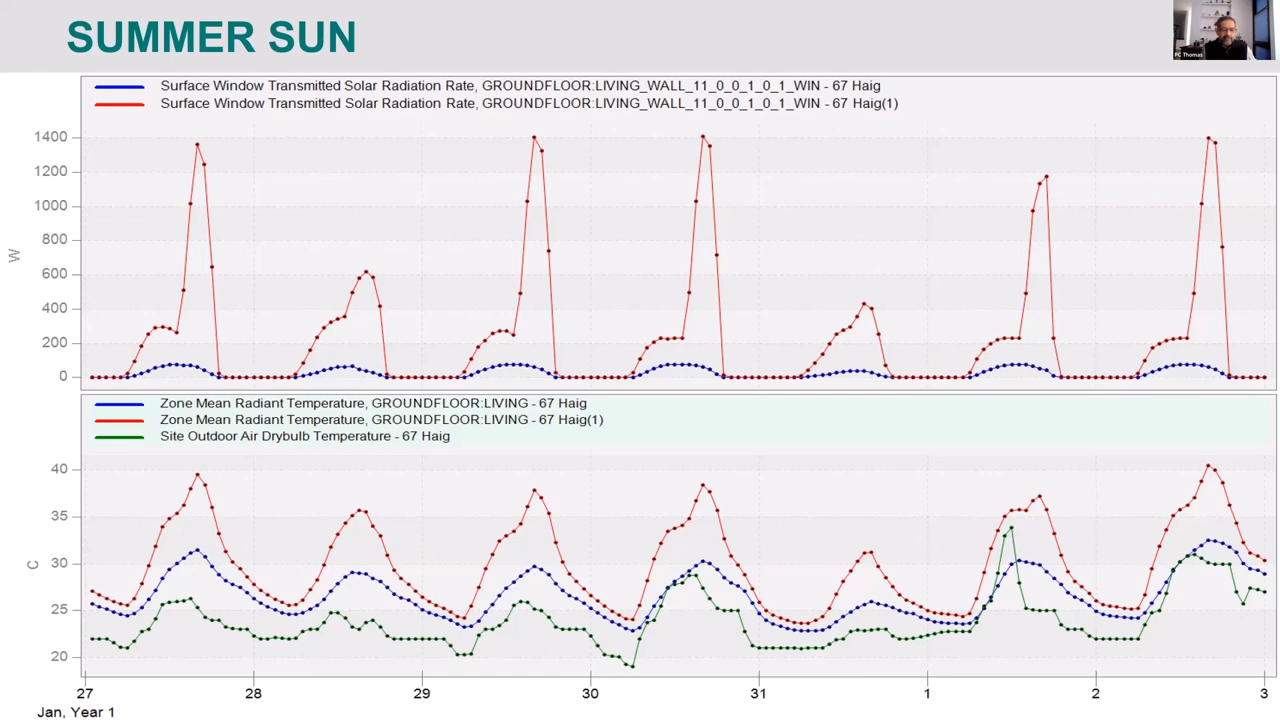 SUMMER SUN
PC Thomas
Surface Window Transmitted Solar Radiation Rate, GROUNDFLOOR:LIVING_WALL_11_0_0_1_0_1_WIN - 67 Haig
Surface Window Transmitted Solar Radiation Rate, GROUNDFLOOR:LIVING_WALL_11_0_0_1_0_1_WIN - 67 Haig(1)
1400
1200
1000
800
600
400
200
0
W
Zone Mean Radiant Temperature, GROUNDFLOOR:LIVING - 67 Haig
Zone Mean Radiant Temperature, GROUNDFLOOR:LIVING - 67 Haig(1)
Site Outdoor Air Drybulb Temperature - 67 Haig
40
35
30
25
20
C
27 28 29 30 31 1 2 3
Jan, Year 1